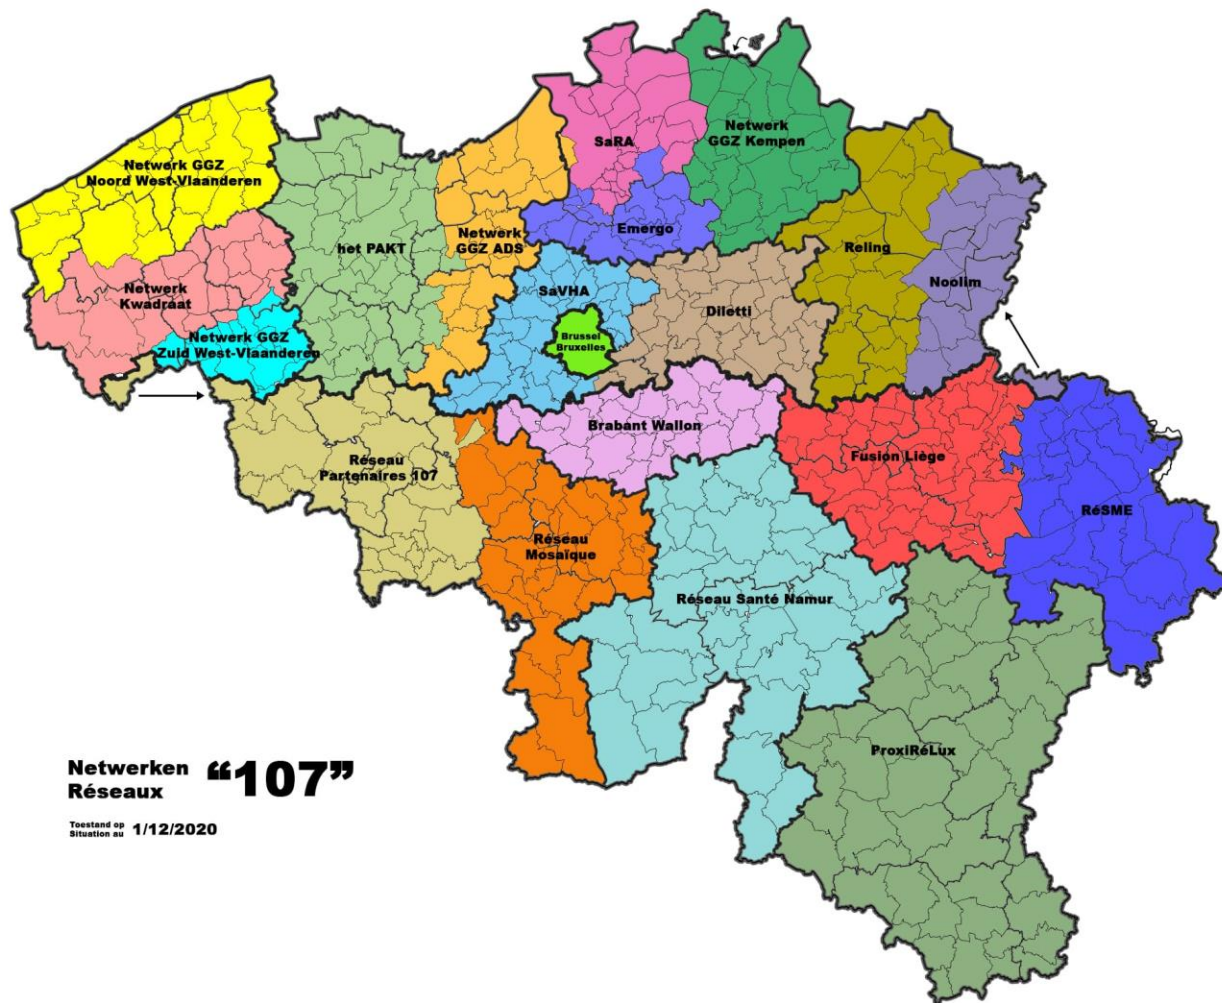 SaRA
Netwerk
GGZ Kempen
Netwerk GGZ
Noord West-Vlaanderen
het PAKT
Netwerk
GGZ ADS
Emergo
Reling
Noolim
Netwerk
Kwadraat
SaVHA
Diletti
Netwerk GGZ
Zuid West-Vlaanderen
Brussel
Bruxelles
Brabant Wallon
Réseau
Partenaires 107
Fusion Liège
RéSME
Réseau
Mosaïque
Réseau Santé Namur
ProxiRéLux
Netwerken
Réseaux “107”
Toestand op
Situation au 1/12/2020